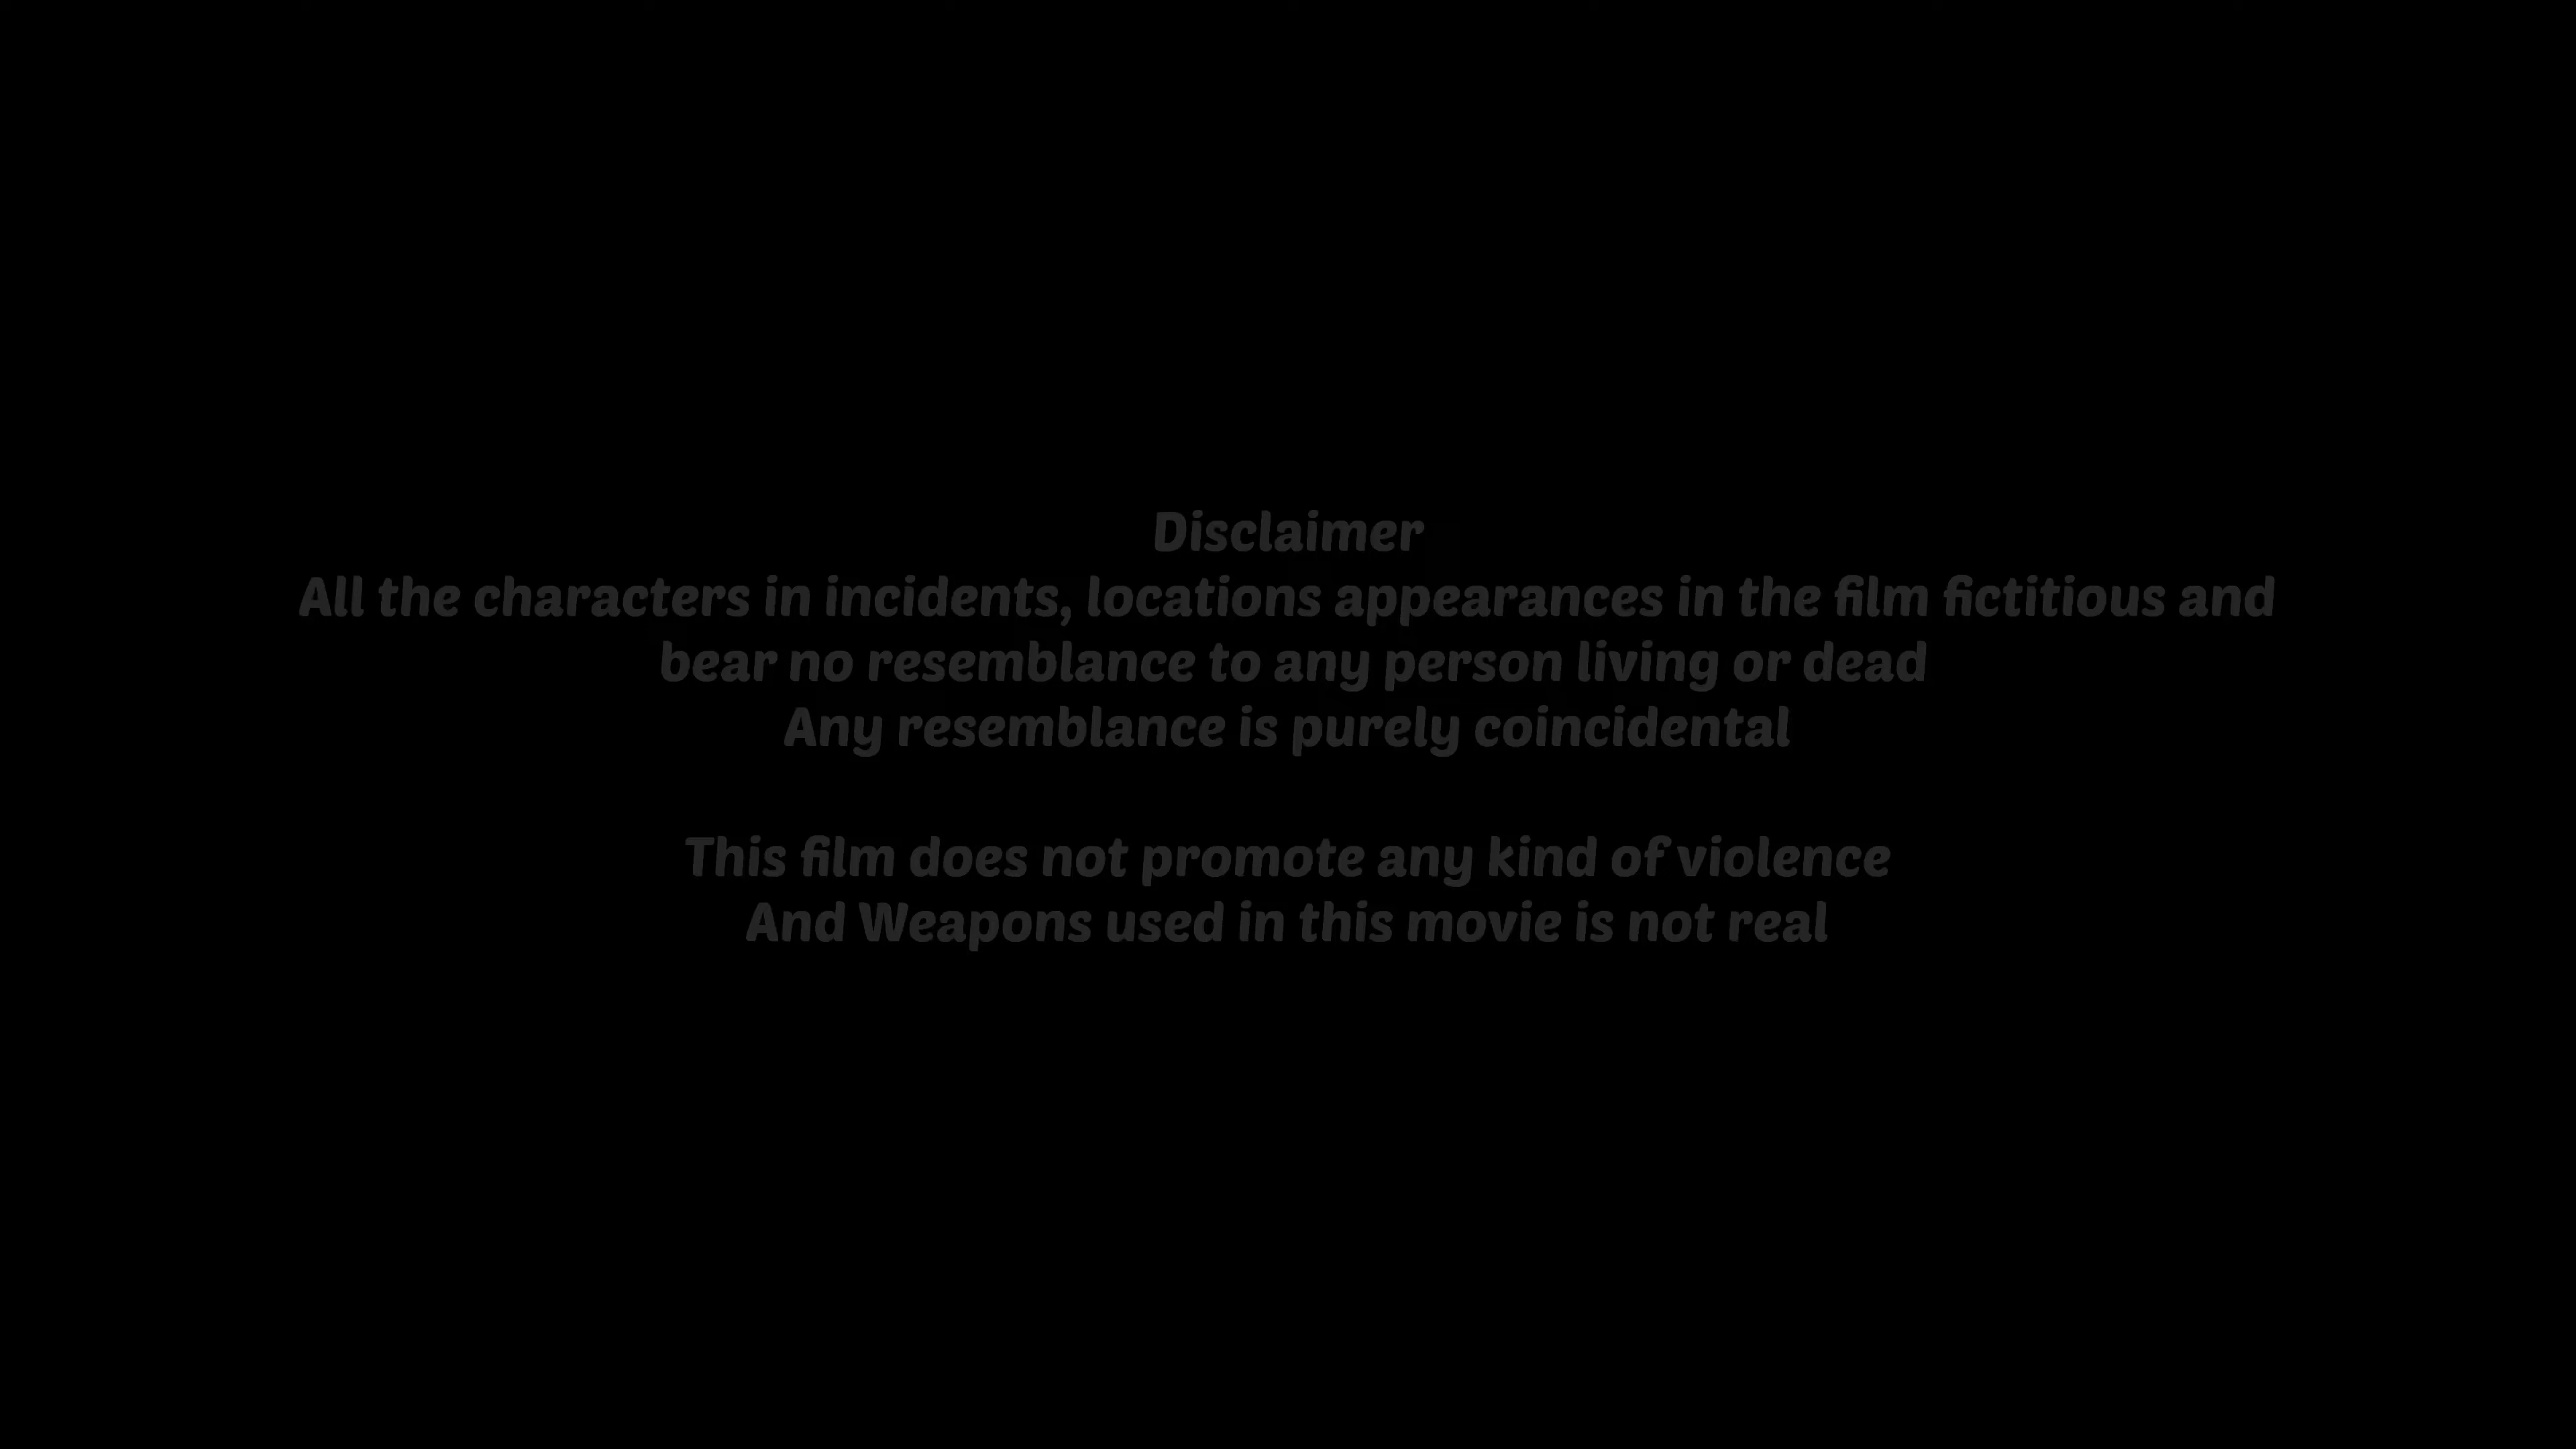 Disclaimer
All the characters in incidents, locations appearances in the film fictitious and
bear no resemblance to any person living or dead
Any resemblance is purely coincidental
This film does not promote any kind of violence
And Weapons used in this movie is not real